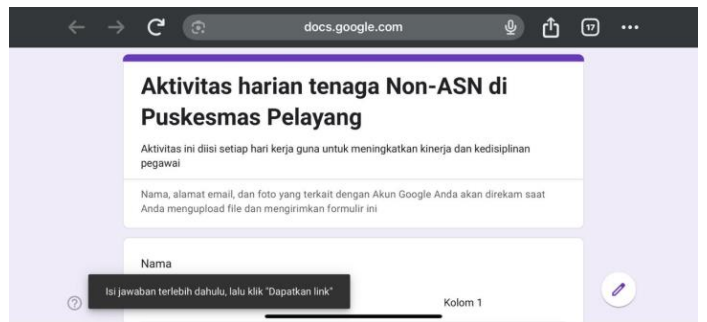 docs.google.com
17
Aktivitas harian tenaga Non-ASN di
Puskesmas Pelayang
Aktivitas ini diisi setiap hari kerja guna untuk meningkatkan kinerja dan kedisiplinan
pegawai
Nama, alamat email, dan foto yang terkait dengan Akun Google Anda akan direkam saat
Anda mengupload file dan mengirimkan formulir ini
Nama
Isi jawaban terlebih dahulu, lalu klik "Dapatkan link"
Kolom 1